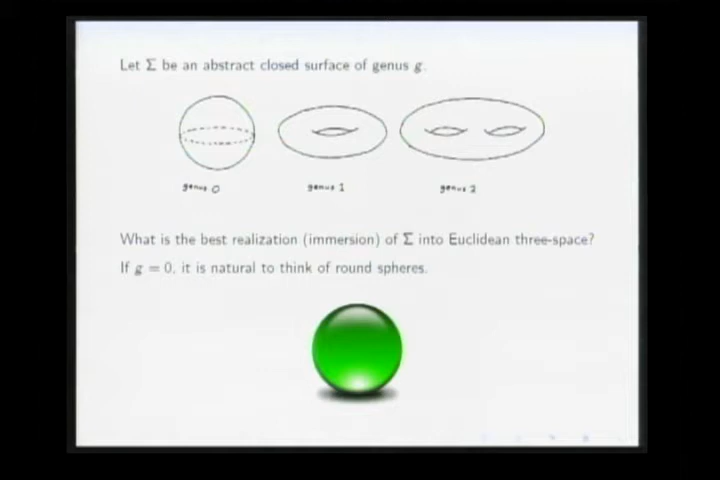 Let Σ be an abstract closed surface of genus g.
genus 0 genus 1 genus 2
What is the best realization (immersion) of Σ into Euclidean three-space?
If g = 0, it is natural to think of round spheres.